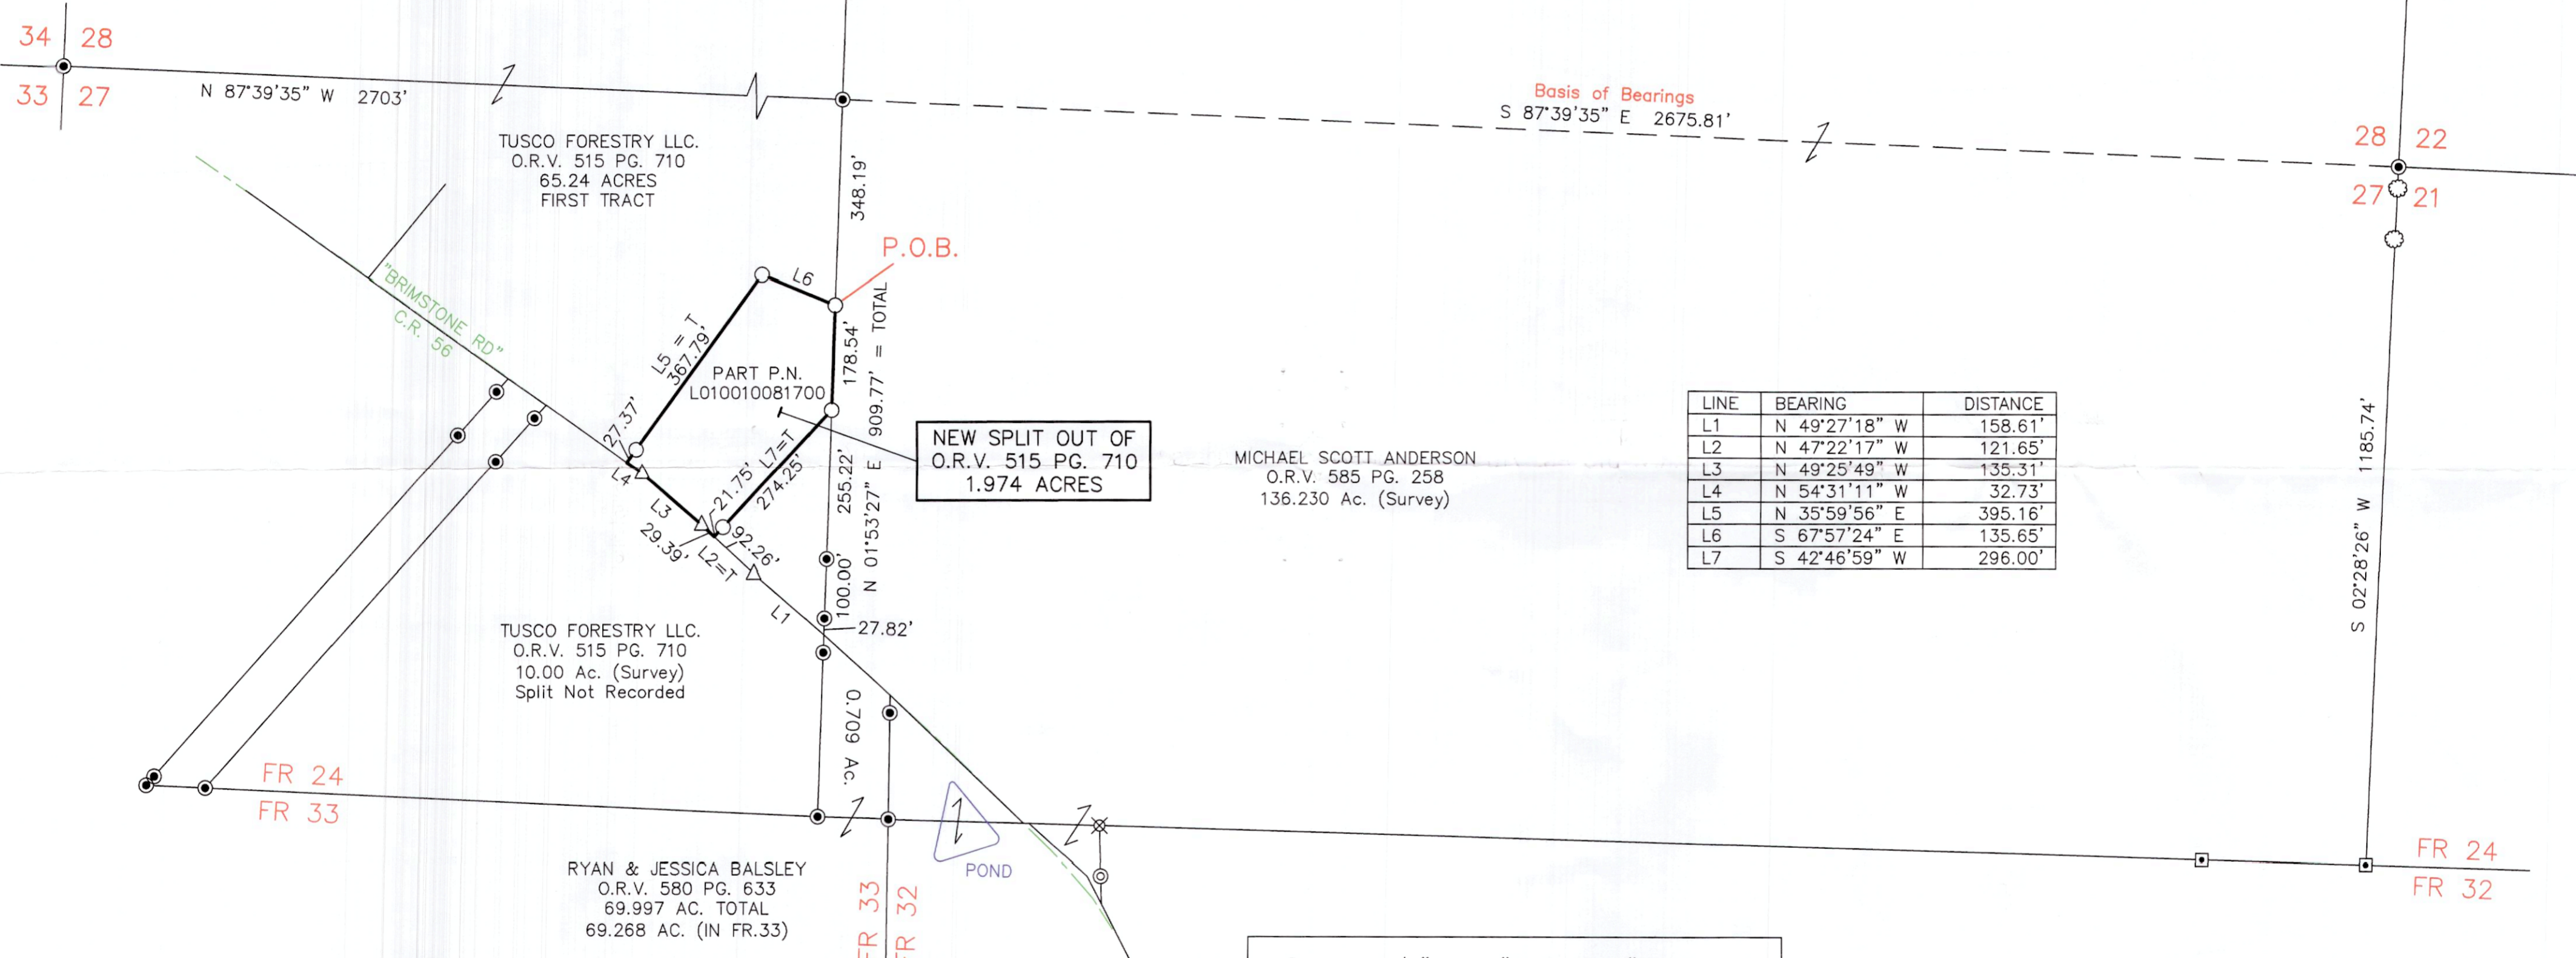 34 28
33 27
N 87°39'35" W 2703'
TUSCO FORESTRY LLC.
O.R.V. 515 PG. 710
65.24 ACRES
FIRST TRACT
Basis of Bearings
S 87°39'35" E 2675.81'
28 22
27 21
348.19'
P.O.B.
"BRIMSTONE RD"
C.R. 56
L6
L5 = T
367.79'
27.37'
PART P.N.
L010010081700
178.54'
N 01°53'27" E 909.77' = TOTAL
255.22'
100.00'
27.82'
L4
L3
29.39'
21.75'
L7=T
274.25'
92.26'
L2=T
L1
NEW SPLIT OUT OF
O.R.V. 515 PG. 710
1.974 ACRES
MICHAEL SCOTT ANDERSON
O.R.V. 585 PG. 258
136.230 Ac. (Survey)
LINE BEARING DISTANCE
L1 N 49°27'18" W 158.61'
L2 N 47°22'17" W 121.65'
L3 N 49°25'49" W 135.31'
L4 N 54°31'11" W 32.73'
L5 N 35°59'56" E 395.16'
L6 S 67°57'24" E 135.65'
L7 S 42°46'59" W 296.00'
S 02°28'26" W 1185.74'
TUSCO FORESTRY LLC.
O.R.V. 515 PG. 710
10.00 Ac. (Survey)
Split Not Recorded
0.709 Ac.
FR 24
FR 33
POND
RYAN & JESSICA BALSLEY
O.R.V. 580 PG. 633
69.997 AC. TOTAL
69.268 AC. (IN FR.33)
FR 33
FR 32
FR 24
FR 32